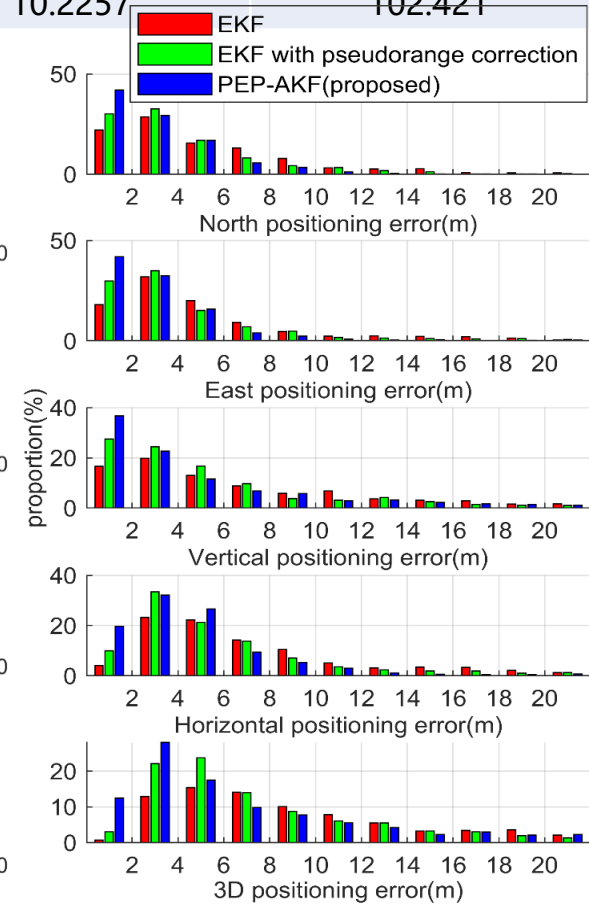 10.2257 102.421
EKF
EKF with pseudorange correction
PEP-AKF(proposed)
50
0
2 4 6 8 10 12 14 16 18 20
North positioning error(m)
0
50
0
2 4 6 8 10 12 14 16 18 20
East positioning error(m)
proportion(%)
40
0
20
0
2 4 6 8 10 12 14 16 18 20
Vertical positioning error(m)
40
20
0
0
2 4 6 8 10 12 14 16 18 20
Horizontal positioning error(m)
20
10
0
0
2 4 6 8 10 12 14 16 18 20
3D positioning error(m)